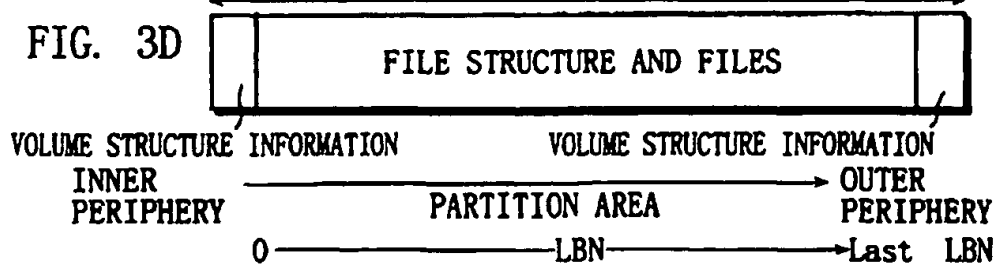 FIG. 3D
FILE STRUCTURE AND FILES
VOLUME STRUCTURE INFORMATION
VOLUME STRUCTURE INFORMATION
INNER PERIPHERY
PARTITION AREA
OUTER PERIPHERY
0 LBN Last LBN